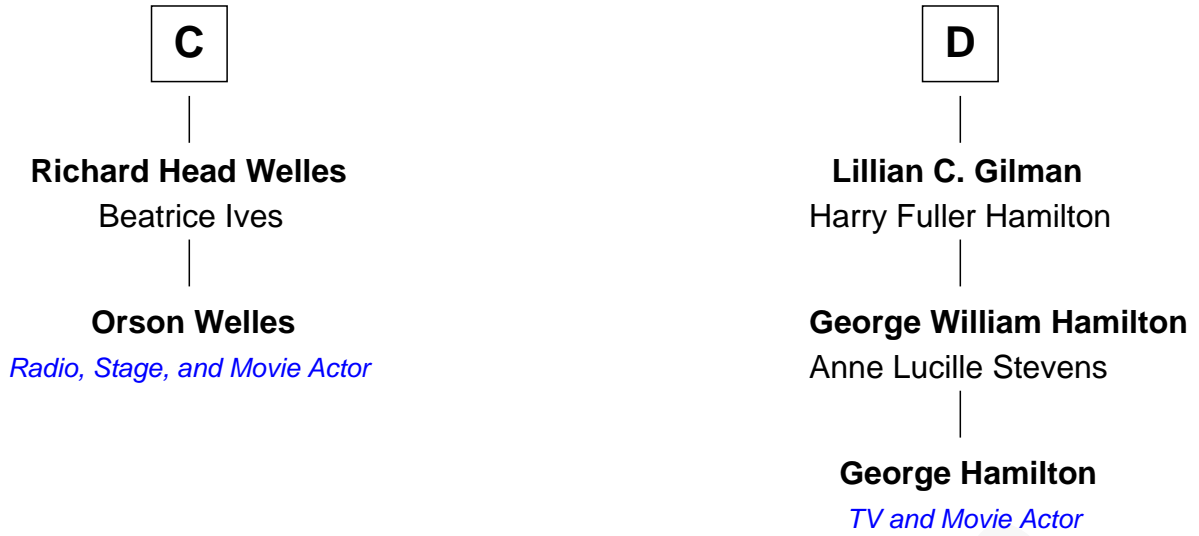 C
Richard Head Welles
Beatrice Ives
Orson Welles
Radio, Stage, and Movie Actor
D
Lillian C. Gilman
Harry Fuller Hamilton
George William Hamilton
Anne Lucille Stevens
George Hamilton
TV and Movie Actor